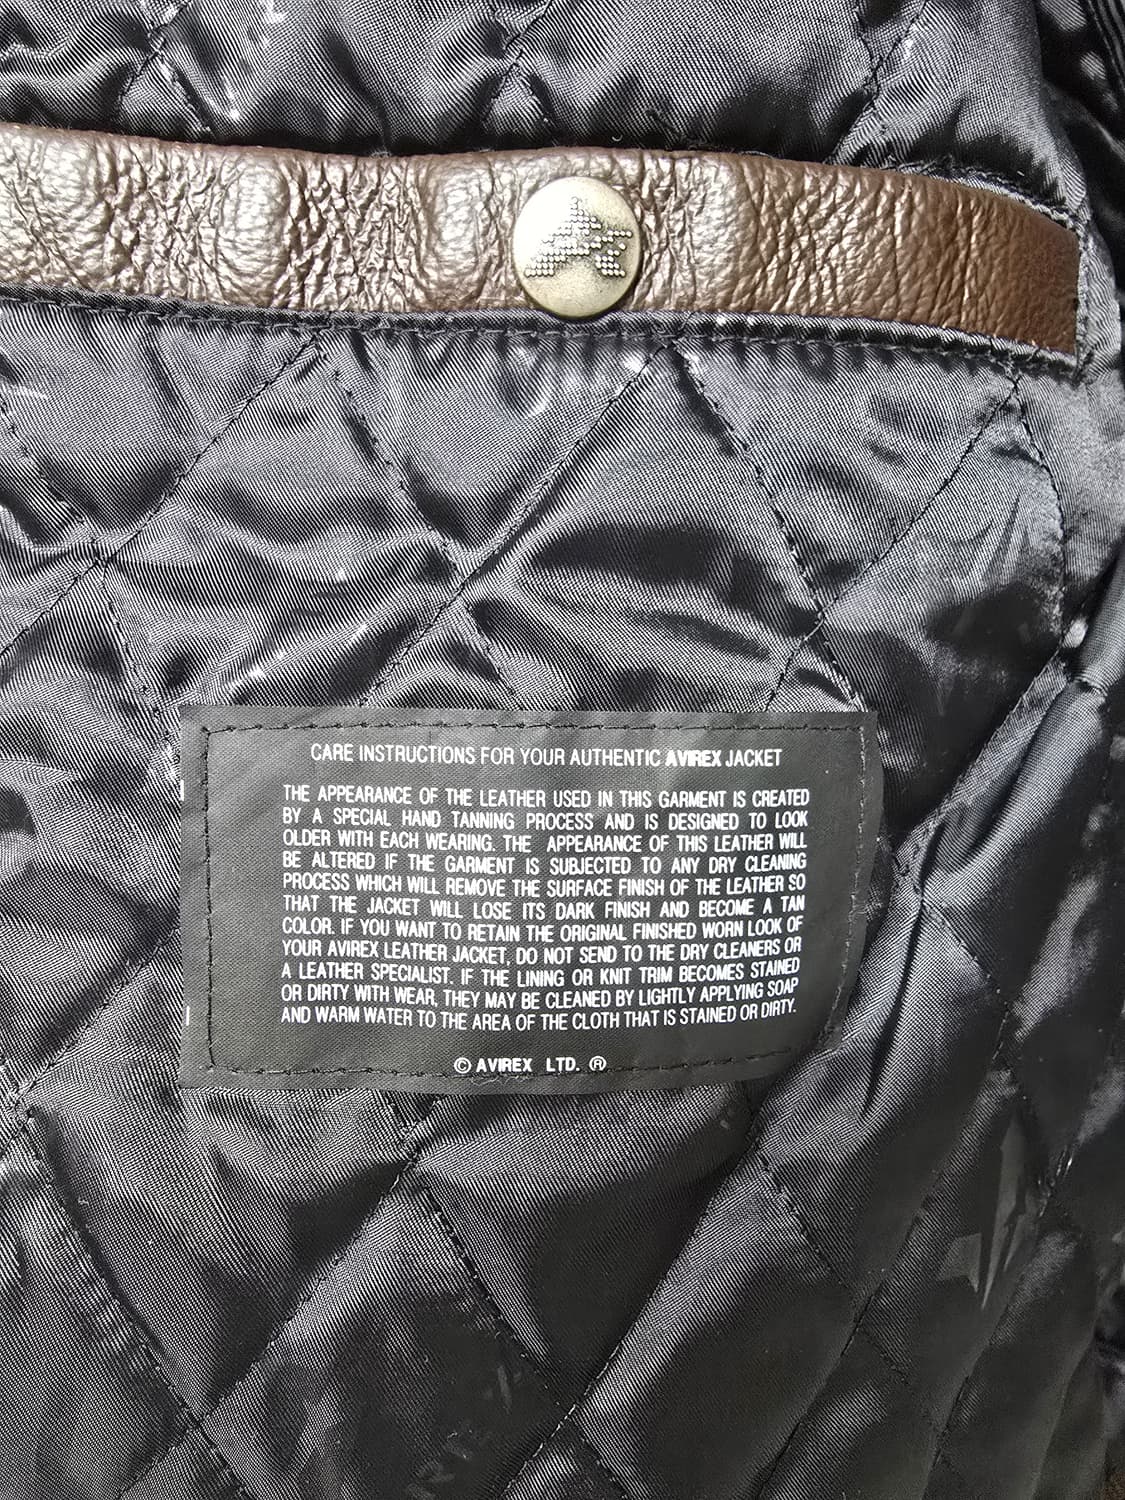 CARE INSTRUCTIONS FOR YOUR AUTHENTIC AVIREX JACKET
THE APPEARANCE OF THE LEATHER USED IN THIS GARMENT IS CREATED
BY A SPECIAL HAND TANNING PROCESS AND IS DESIGNED TO LOOK
OLDER WITH EACH WEARING. THE APPEARANCE OF THIS LEATHER WILL
BE ALTERED IF THE GARMENT IS SUBJECTED TO ANY DRY CLEANING
PROCESS WHICH WILL REMOVE THE SURFACE FINISH OF THE LEATHER SO
THAT THE JACKET WILL LOSE ITS DARK FINISH AND BECOME A TAN
COLOR. IF YOU WANT TO RETAIN THE ORIGINAL FINISHED WORN LOOK OF
YOUR AVIREX LEATHER JACKET, DO NOT SEND TO THE DRY CLEANERS OR
A LEATHER SPECIALIST. IF THE LINING OR KNIT TRIM BECOMES STAINED
OR DIRTY WITH WEAR, THEY MAY BE CLEANED BY LIGHTLY APPLYING SOAP
AND WARM WATER TO THE AREA OF THE CLOTH THAT IS STAINED OR DIRTY.
© AVIREX LTD. ®